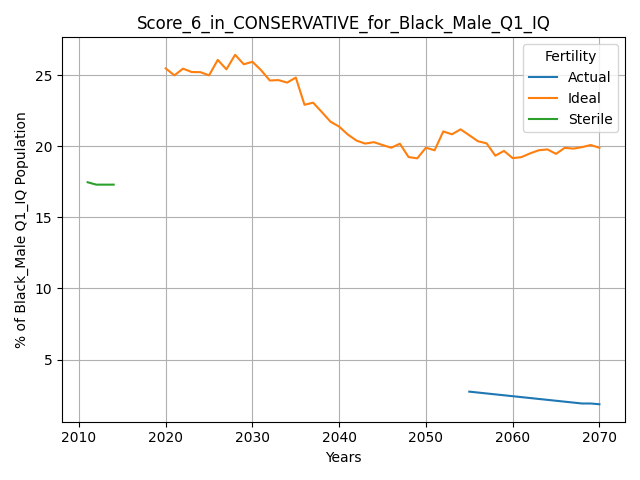 Score_6_in_CONSERVATIVE_for_Black_Male_Q1_IQ
Fertility
Actual
Ideal
Sterile
% of Black_Male Q1_IQ Population
25
20
15
10
5
2010 2020 2030 2040 2050 2060 2070
Years